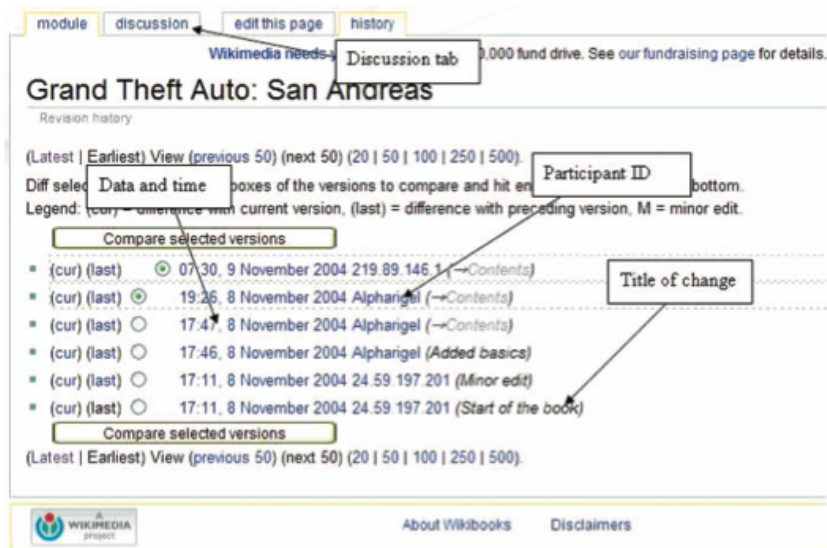 module discussion edit this page history
Wikimedia needs 0,000 fund drive. See our fundraising page for details.
Discussion tab
Grand Theft Auto: San Andreas
Revision history
(Latest | Earliest) View (previous 50) (next 50) (20 | 50 | 100 | 250 | 500).
Participant ID
Data and time
Diff sele boxes of the versions to compare and hit en bottom.
Legend: (cur) = difference with current version, (last) = difference with preceding version, M = minor edit.
Compare selected versions
(cur) (last) 07:30, 9 November 2004 219.89.146.1 (→Contents)
Title of change
(cur) (last) 19:26, 8 November 2004 Alphangel (→Contents)
(cur) (last) 17:47, 8 November 2004 Alphangel (→Contents)
(cur) (last) 17:46, 8 November 2004 Alphangel (Added basics)
(cur) (last) 17:11, 8 November 2004 24.59.197.201 (Minor edit)
(cur) (last) 17:11, 8 November 2004 24.59.197.201 (Start of the book)
Compare selected versions
(Latest | Earliest) View (previous 50) (next 50) (20 | 50 | 100 | 250 | 500).
A
WIKIMEDIA
project
About Wikibooks Disclaimers